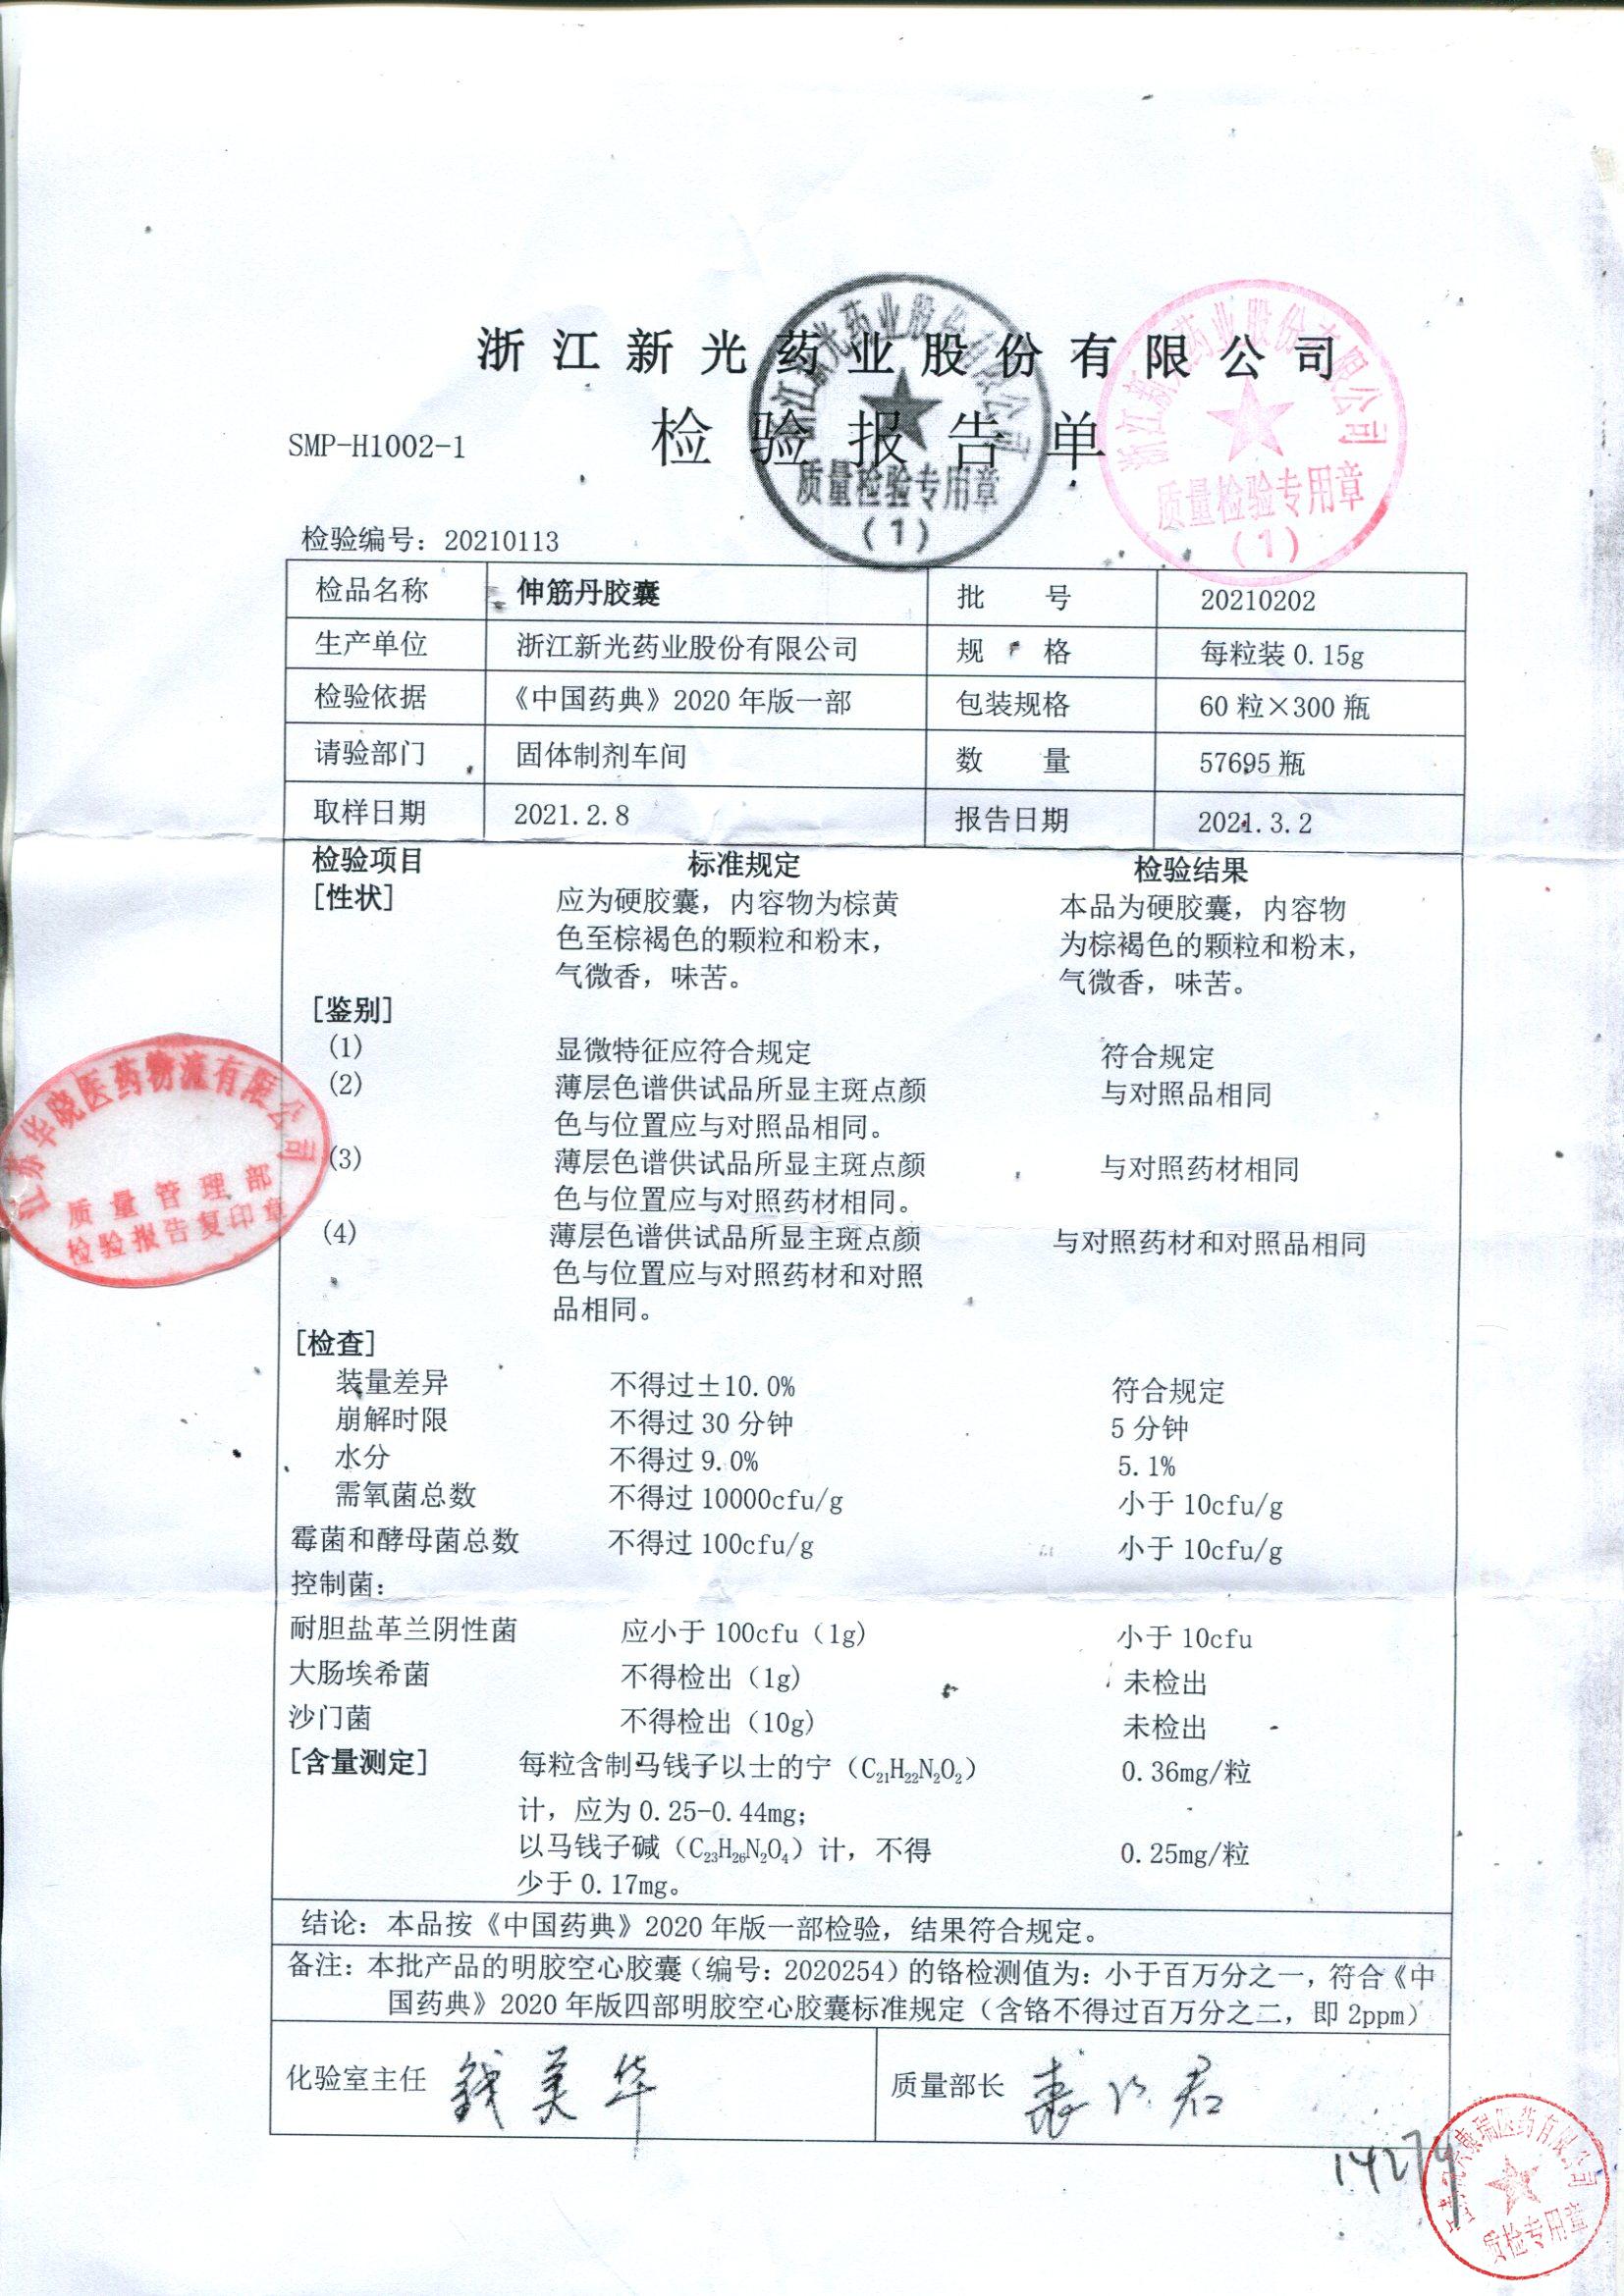 浙江新光药业股份有限公司
SMP-H1002-1 检验报告单
浙江新光药业股份有限公司
质量检验专用章
(1)
浙江新光药业股份有限公司
质量检验专用章
(1)
检验编号：20210113
检品名称 伸筋丹胶囊 批 号 20210202
生产单位 浙江新光药业股份有限公司 规 格 每粒装0.15g
检验依据 《中国药典》2020年版一部 包装规格 60粒×300瓶
请验部门 固体制剂车间 数 量 57695瓶
取样日期 2021.2.8 报告日期 2021.3.2
检验项目 标准规定 检验结果
[性状] 应为硬胶囊，内容物为棕黄 本品为硬胶囊，内容物
色至棕褐色的颗粒和粉末， 为棕褐色的颗粒和粉末，
气微香，味苦。 气微香，味苦。
[鉴别]
(1) 显微特征应符合规定 符合规定
(2) 薄层色谱供试品所显主斑点颜 与对照品相同
色与位置应与对照品相同。
(3) 薄层色谱供试品所显主斑点颜 与对照药材相同
色与位置应与对照药材相同。
(4) 薄层色谱供试品所显主斑点颜 与对照药材和对照品相同
色与位置应与对照药材和对照
品相同。
江苏华晓医药物流有限公司
质量管理部
检验报告复印章
[检查]
装量差异 不得过±10.0% 符合规定
崩解时限 不得过30分钟 5分钟
水分 不得过9.0% 5.1%
需氧菌总数 不得过10000cfu/g 小于10cfu/g
霉菌和酵母菌总数 不得过100cfu/g 小于10cfu/g
控制菌：
耐胆盐革兰阴性菌 应小于100cfu（1g） 小于10cfu
大肠埃希菌 不得检出（1g） 未检出
沙门菌 不得检出（10g） 未检出
[含量测定] 每粒含制马钱子以士的宁（C₂₁H₂₂N₂O₂） 0.36mg/粒
计，应为0.25-0.44mg；
以马钱子碱（C₂₃H₂₆N₂O₄）计，不得 0.25mg/粒
少于0.17mg。
结论：本品按《中国药典》2020年版一部检验，结果符合规定。
备注：本批产品的明胶空心胶囊（编号：2020254）的铬检测值为：小于百万分之一，符合《中
国药典》2020年版四部明胶空心胶囊标准规定（含铬不得过百万分之二，即2ppm）
化验室主任 钱美华 质量部长
14274
医药有限公司
质检专用章